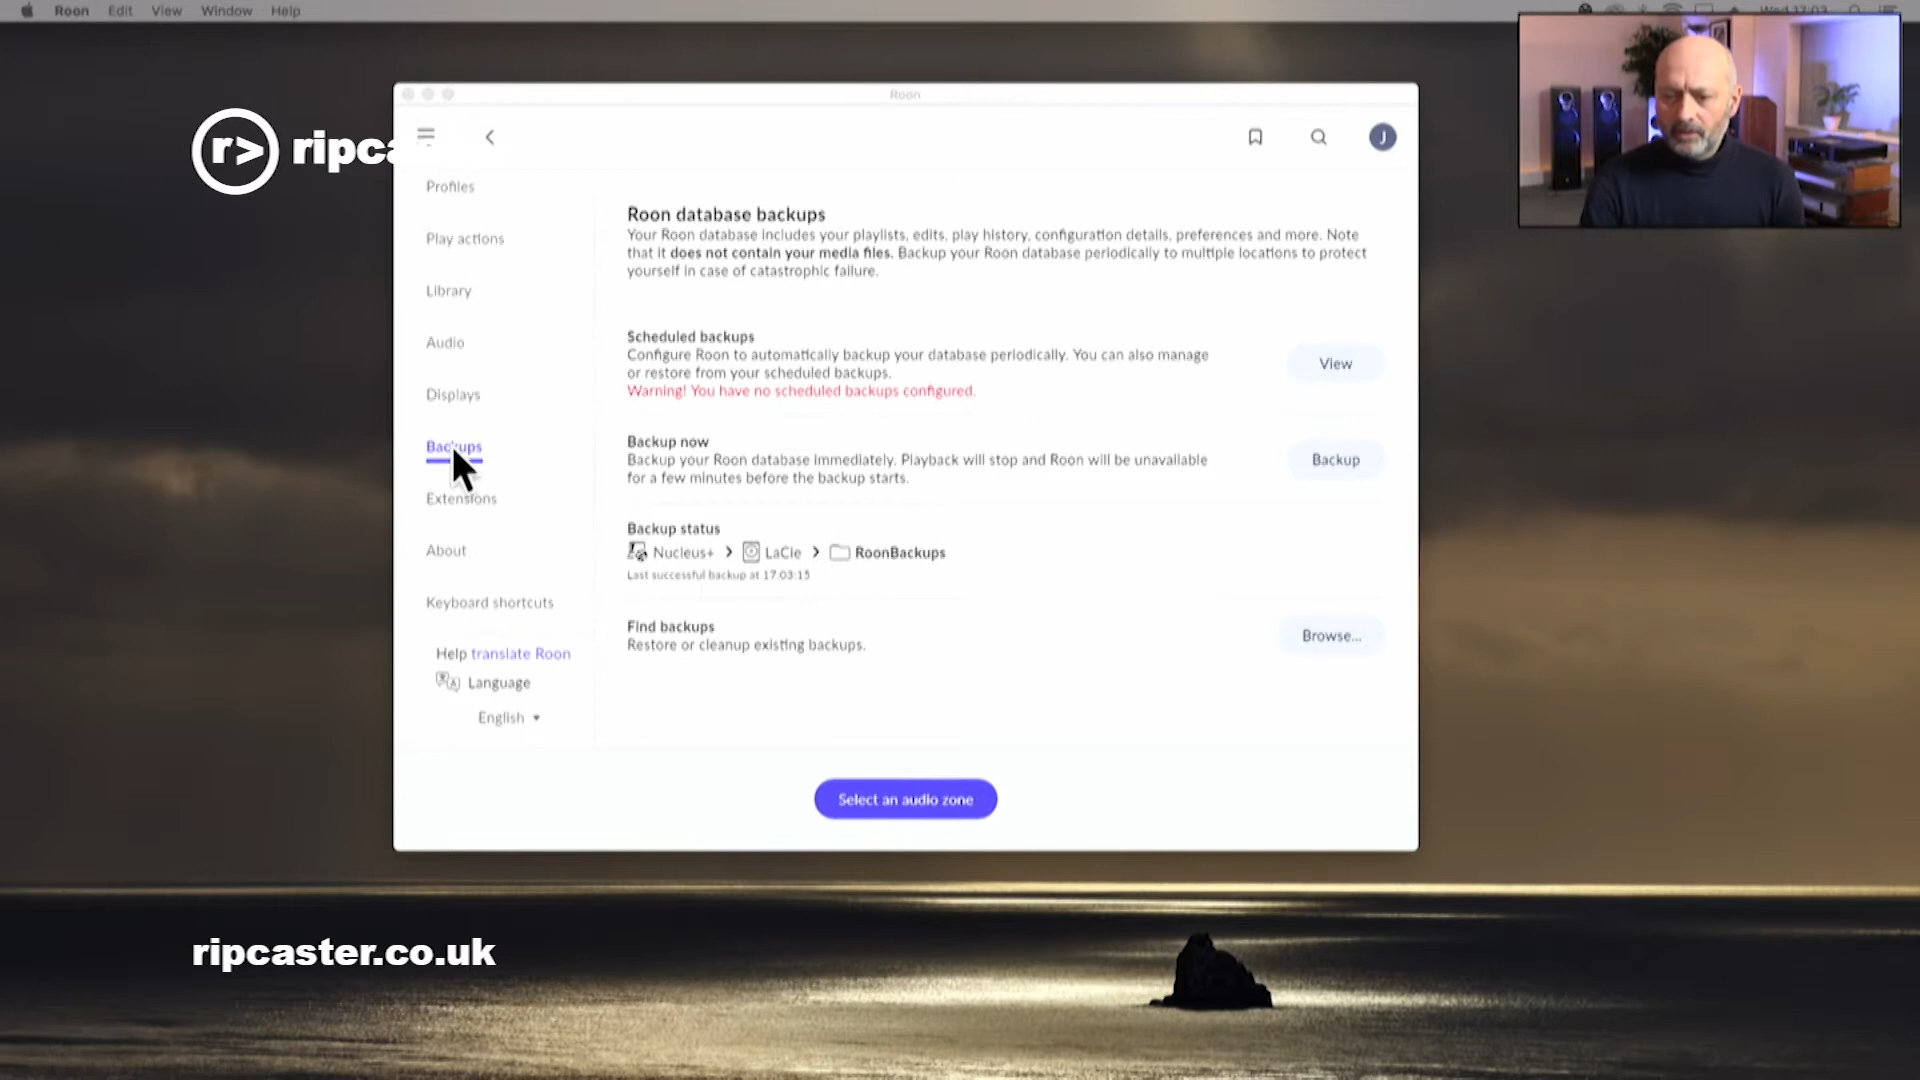 Roon Edit View Window Help
Wed 17:03
Roon
r> ripca
J
Profiles
Play actions
Library
Audio
Displays
Backups
Extensions
About
Keyboard shortcuts
Help translate Roon
Language
English
Roon database backups
Your Roon database includes your playlists, edits, play history, configuration details, preferences and more. Note
that it does not contain your media files. Backup your Roon database periodically to multiple locations to protect
yourself in case of catastrophic failure.
Scheduled backups
Configure Roon to automatically backup your database periodically. You can also manage
or restore from your scheduled backups.
Warning! You have no scheduled backups configured.
View
Backup now
Backup your Roon database immediately. Playback will stop and Roon will be unavailable
for a few minutes before the backup starts.
Backup
Backup status
Nucleus+ > LaCie > RoonBackups
Last successful backup at 17:03:15
Find backups
Restore or cleanup existing backups.
Browse...
Select an audio zone
ripcaster.co.uk